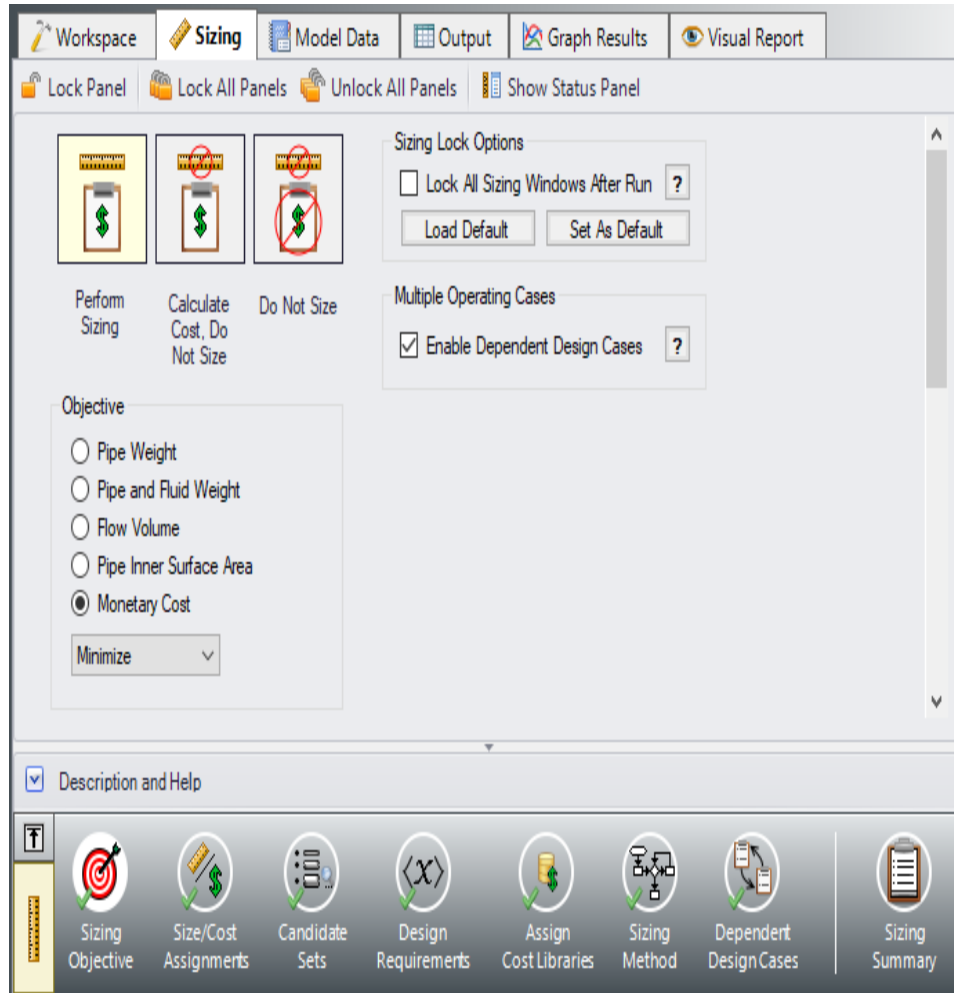 Workspace
Sizing
Model Data
Output
Graph Results
Visual Report
Lock Panel
Lock All Panels
Unlock All Panels
Show Status Panel
Perform
Sizing
Calculate
Cost, Do
Not Size
Do Not Size
Sizing Lock Options
Lock All Sizing Windows After Run ?
Load Default
Set As Default
Multiple Operating Cases
Enable Dependent Design Cases ?
Objective
Pipe Weight
Pipe and Fluid Weight
Flow Volume
Pipe Inner Surface Area
Monetary Cost
Minimize
Description and Help
Sizing
Objective
Size/Cost
Assignments
Candidate
Sets
⟨x⟩
Design
Requirements
Assign
Cost Libraries
Sizing
Method
Dependent
Design Cases
Sizing
Summary